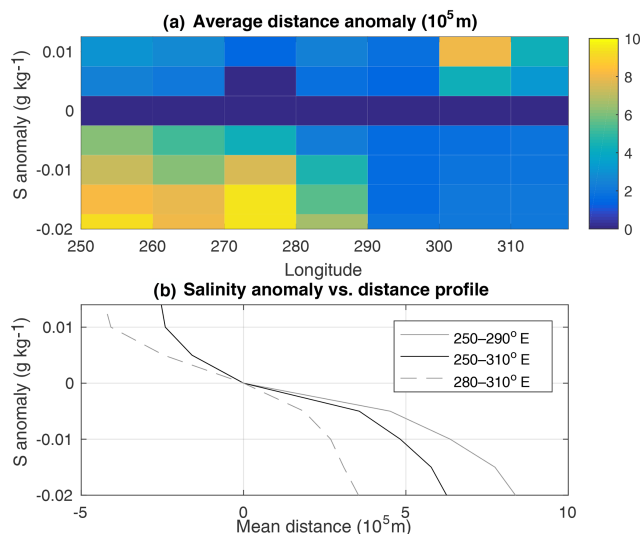 (a) Average distance anomaly (10⁵ m)
S anomaly (g kg-1)
0.01
0
-0.01
-0.02
250 260 270 280 290 300 310
Longitude
10
8
6
4
2
0
(b) Salinity anomaly vs. distance profile
S anomaly (g kg-1)
0.01
0
-0.01
-0.02
250–290° E
250–310° E
280–310° E
-5 0 5 10
Mean distance (10⁵ m)